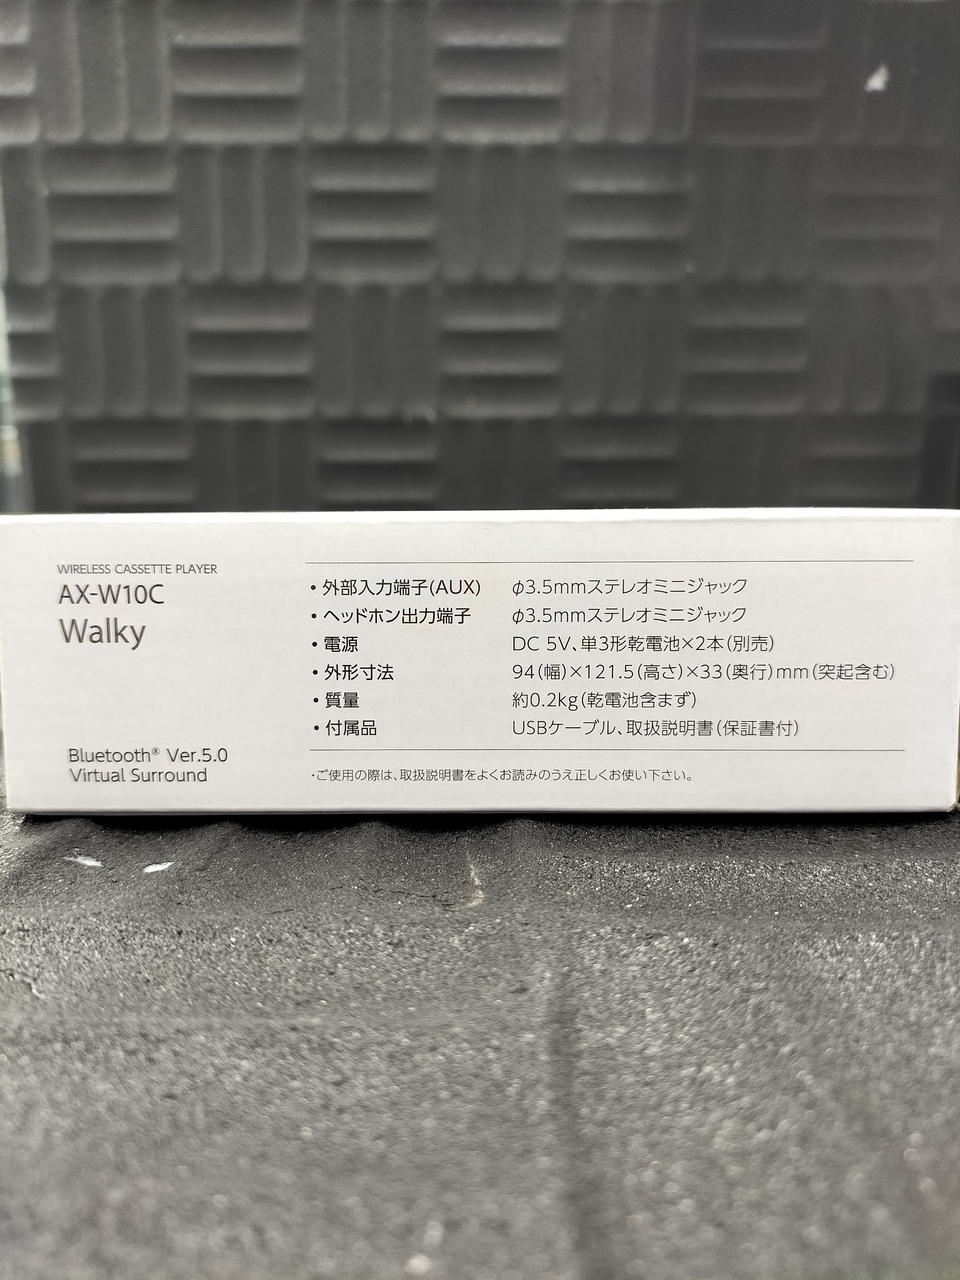 WIRELESS CASSETTE PLAYER
AX-W10C
Walky
Bluetooth® Ver.5.0
Virtual Surround
•外部入力端子(AUX) φ3.5mmステレオミニジャック
•ヘッドホン出力端子 φ3.5mmステレオミニジャック
•電源 DC 5V、単3形乾電池×2本(別売)
•外形寸法 94(幅)×121.5(高さ)×33(奥行)mm(突起含む)
•質量 約0.2kg(乾電池含まず)
•付属品 USBケーブル、取扱説明書(保証書付)
・ご使用の際は、取扱説明書をよくお読みのうえ正しくお使い下さい。